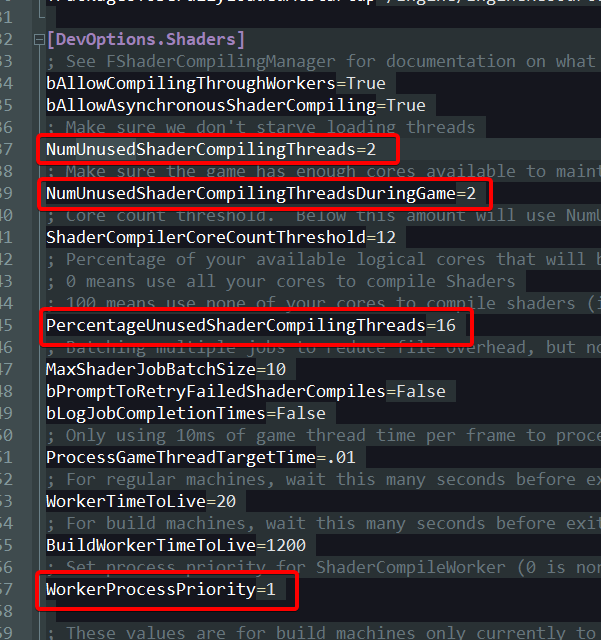 32 [DevOptions.Shaders]
; See FShaderCompilingManager for documentation on what
34 bAllowCompilingThroughWorkers=True
35 bAllowAsynchronousShaderCompiling=True
36 ; Make sure we don't starve loading threads
37 NumUnusedShaderCompilingThreads=2
; Make sure the game has enough cores available to maint
39 NumUnusedShaderCompilingThreadsDuringGame=2
40 ; Core count threshold.  Below this amount will use NumU
41 ShaderCompilerCoreCountThreshold=12
42 ; Percentage of your available logical cores that will b
43 ; 0 means use all your cores to compile Shaders
44 ; 100 means use none of your cores to compile shaders (i
45 PercentageUnusedShaderCompilingThreads=16
46 ; Batching multiple jobs to reduce file overhead, but no
47 MaxShaderJobBatchSize=10
48 bPromptToRetryFailedShaderCompiles=False
49 bLogJobCompletionTimes=False
50 ; Only using 10ms of game thread time per frame to proce
51 ProcessGameThreadTargetTime=.01
52 ; For regular machines, wait this many seconds before ex
53 WorkerTimeToLive=20
54 ; For build machines, wait this many seconds before exit
55 BuildWorkerTimeToLive=1200
56 ; Set process priority for ShaderCompileWorker (0 is nor
57 WorkerProcessPriority=1
58
; These values are for build machines only currently to